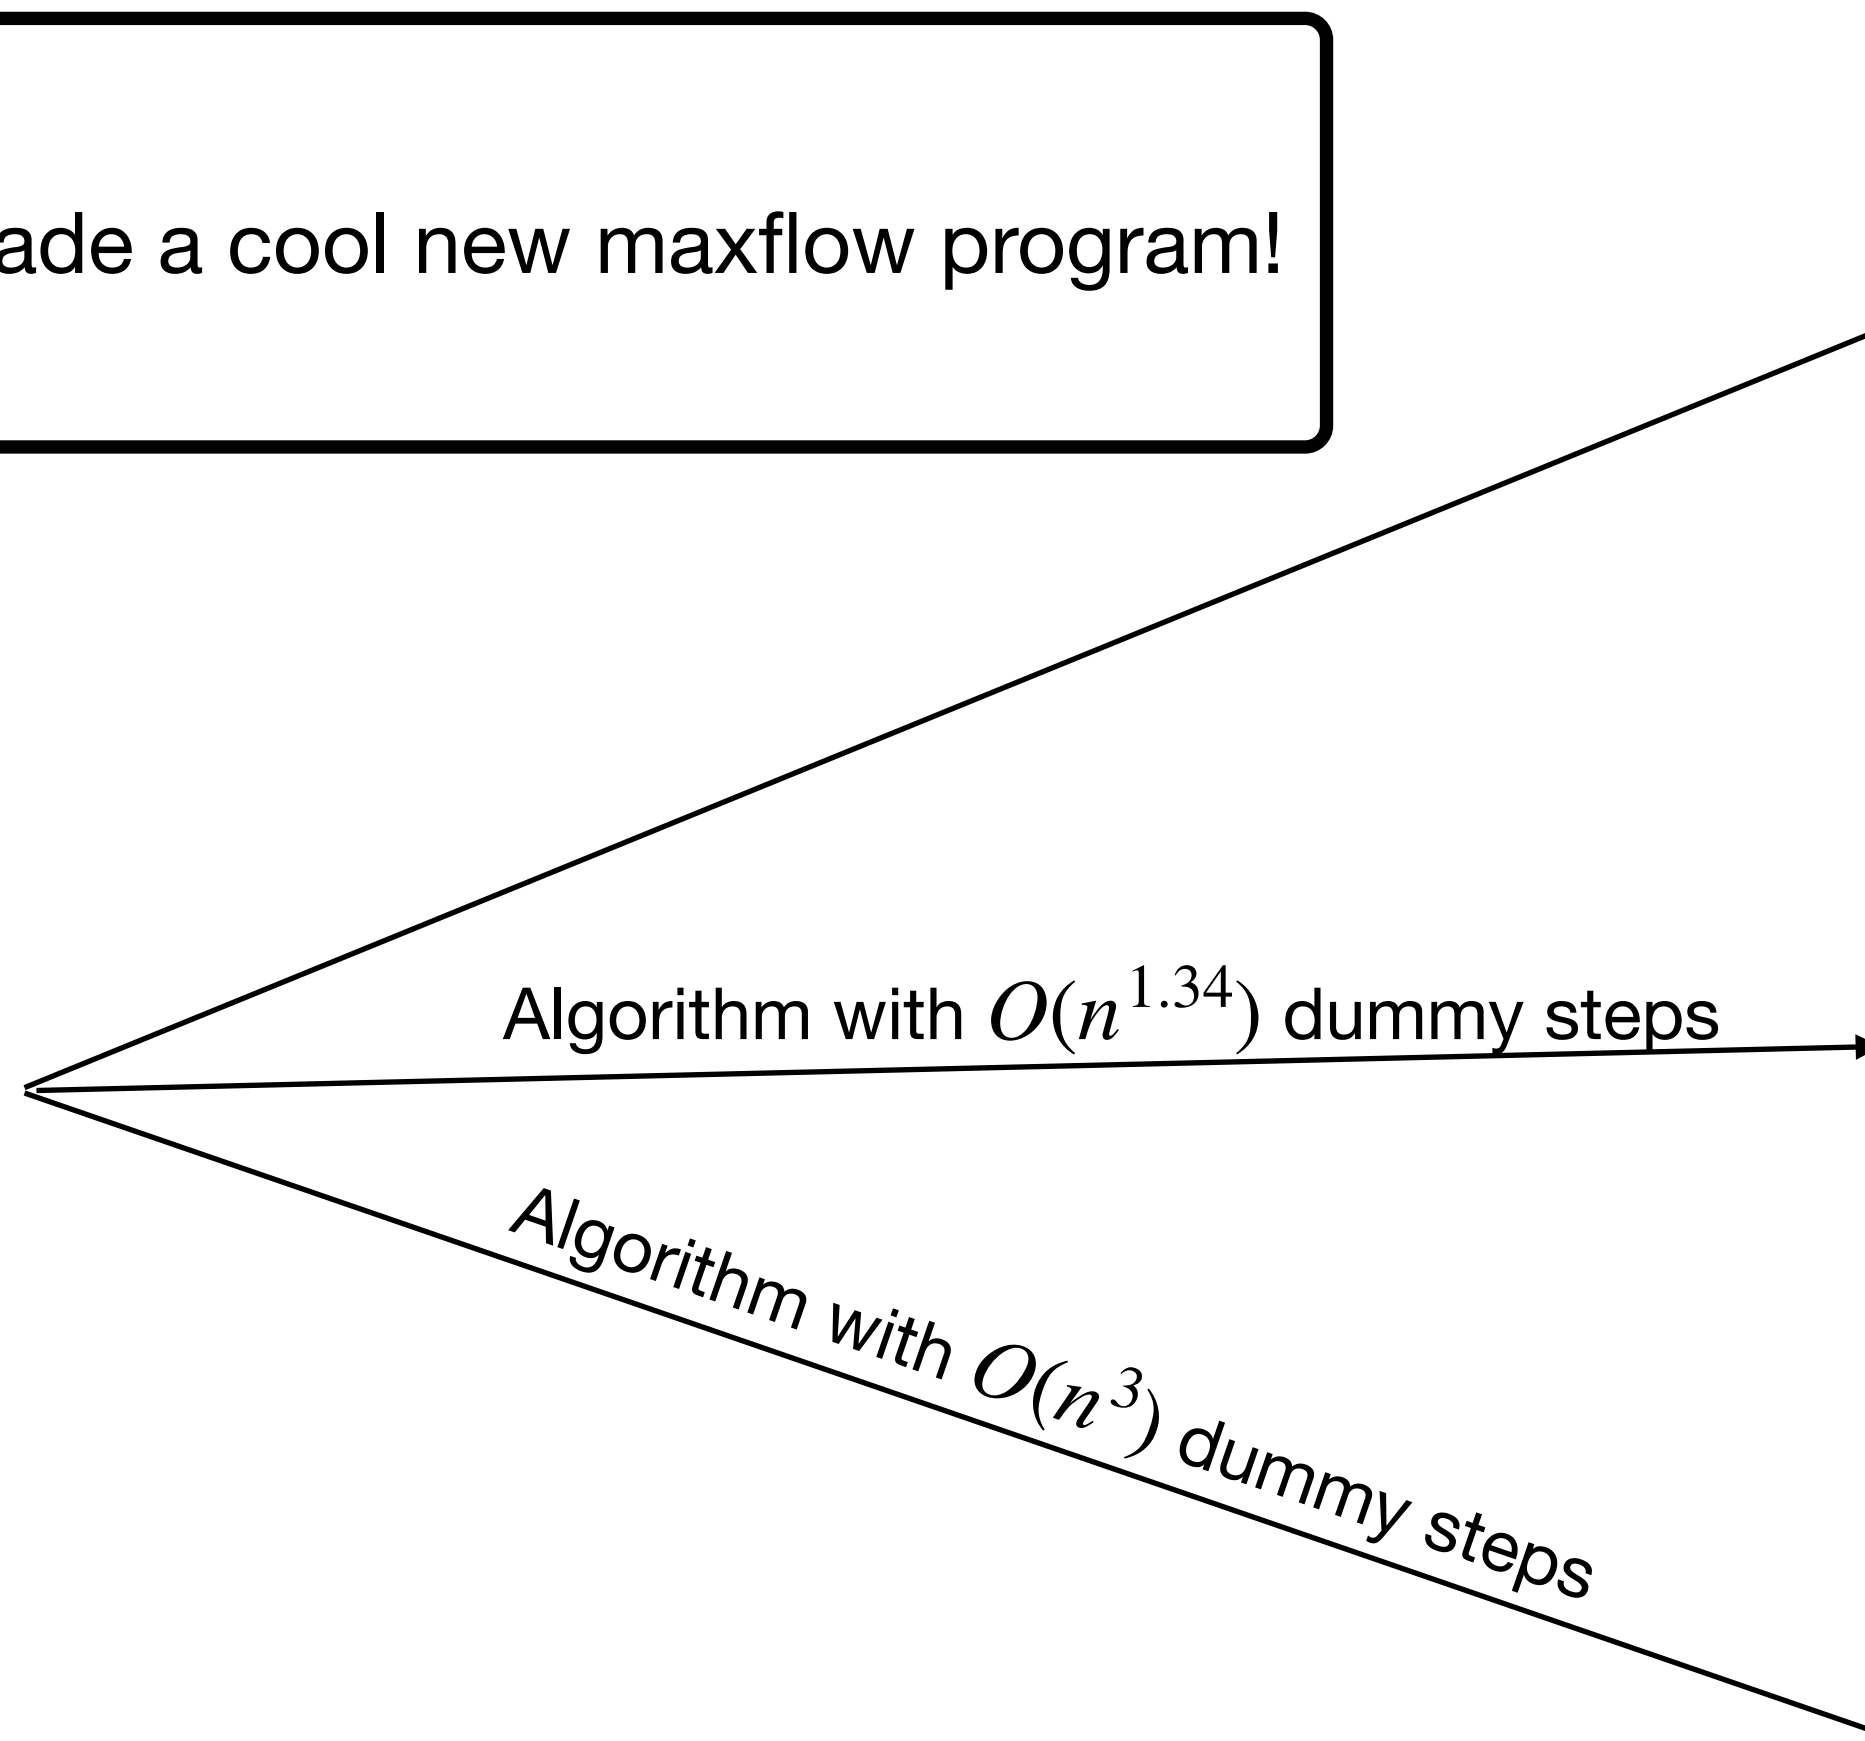 ade a cool new maxflow program!
Algorithm with O(n^1.34) dummy steps
Algorithm with O(n^3) dummy steps